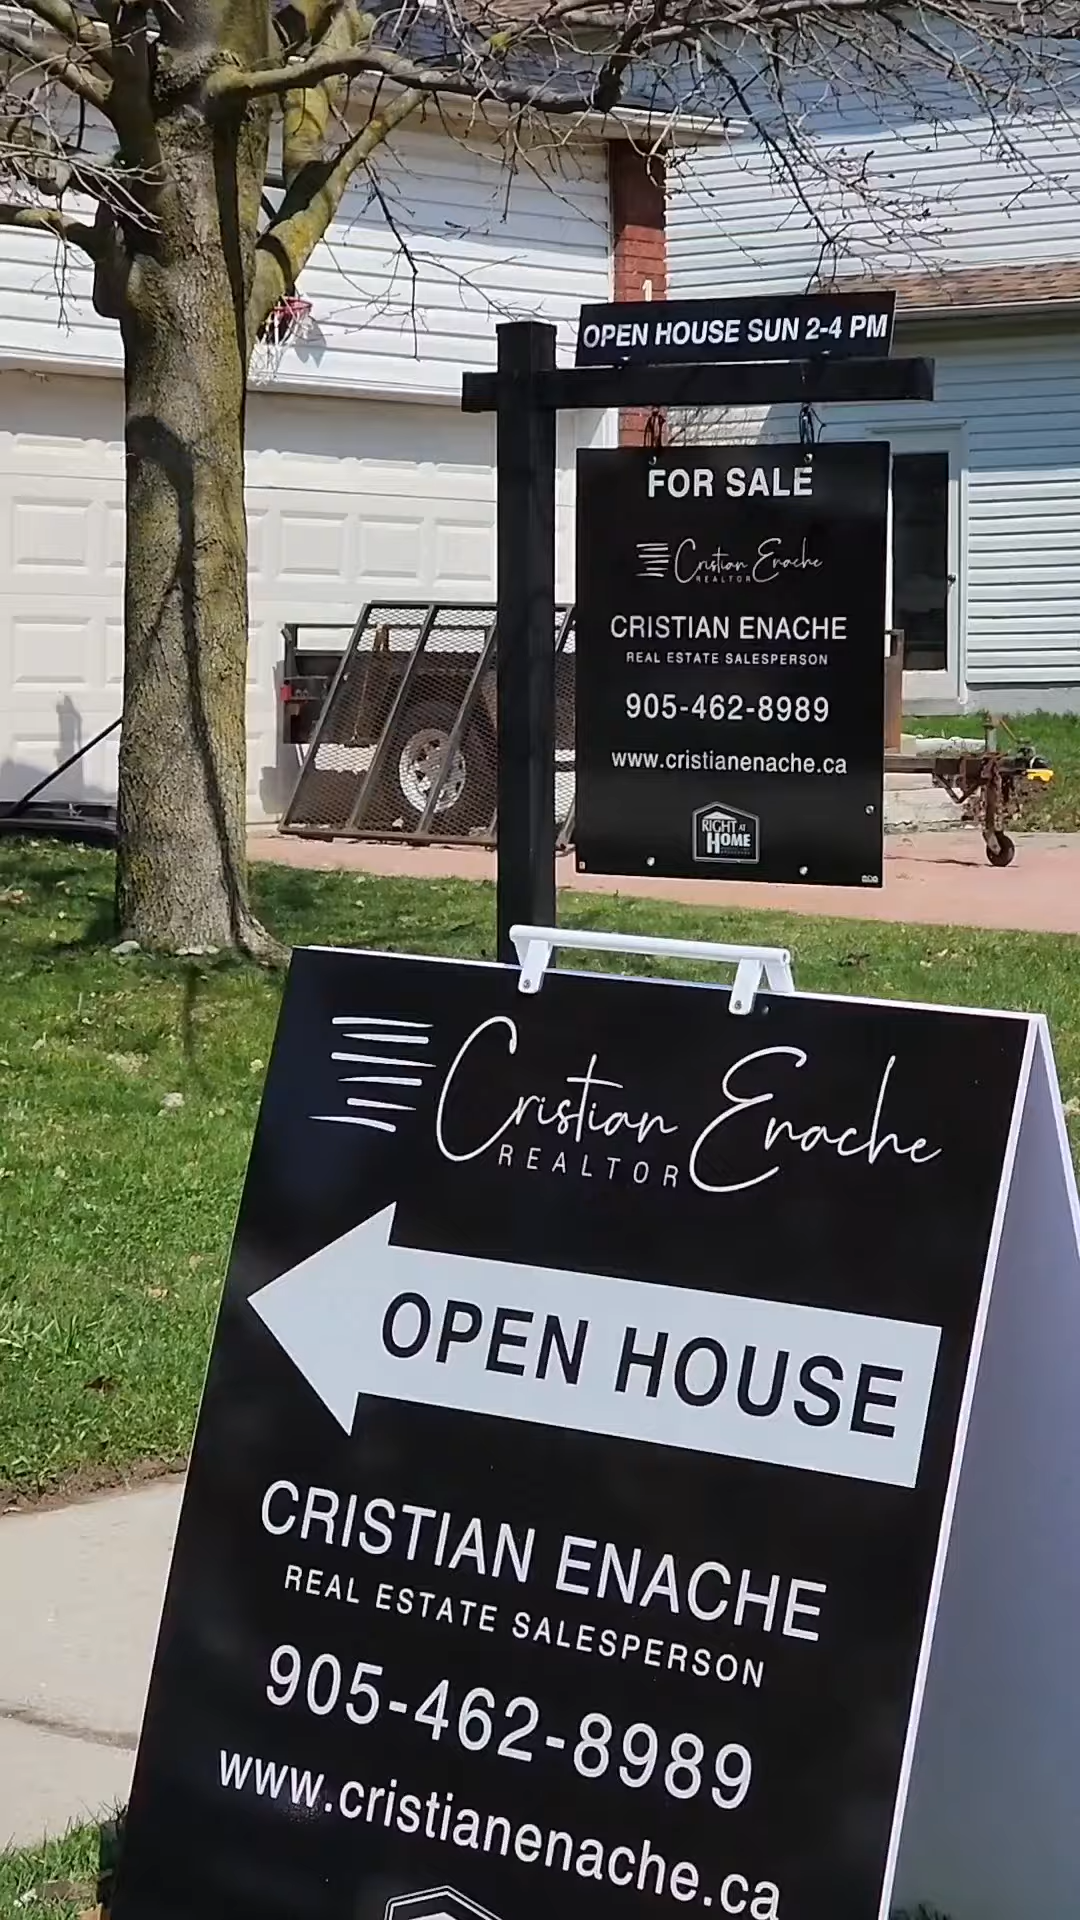 OPEN HOUSE SUN 2-4 PM
FOR SALE
Cristian Enache
REALTOR
CRISTIAN ENACHE
REAL ESTATE SALESPERSON
905-462-8989
www.cristianenache.ca
RIGHT AT
HOME
Cristian Enache
REALTOR
OPEN HOUSE
CRISTIAN ENACHE
REAL ESTATE SALESPERSON
905-462-8989
www.cristianenache.ca